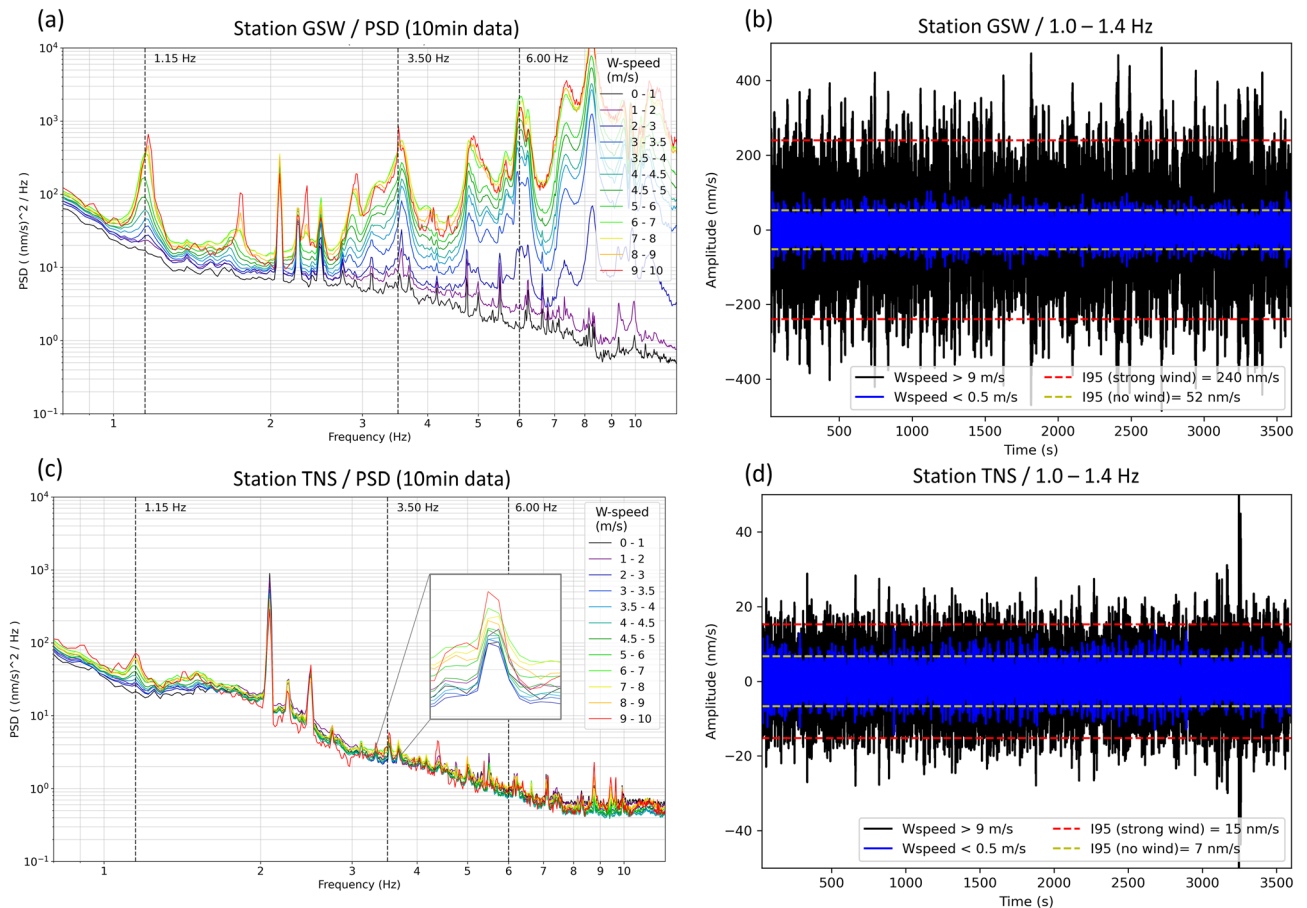 (a)
Station GSW / PSD (10min data)
10^4
10^3
10^2
10^1
10^0
10^−1
PSD ( (nm/s)^2 / Hz )
1.15 Hz
3.50 Hz
6.00 Hz
W-speed
(m/s)
0 - 1
1 - 2
2 - 3
3 - 3.5
3.5 - 4
4 - 4.5
4.5 - 5
5 - 6
6 - 7
7 - 8
8 - 9
9 - 10
1 2 3 4 5 6 7 8 9 10
Frequency (Hz)
(b)
Station GSW / 1.0 – 1.4 Hz
400
200
0
−200
−400
Amplitude (nm/s)
Wspeed > 9 m/s
Wspeed < 0.5 m/s
I95 (strong wind) = 240 nm/s
I95 (no wind)= 52 nm/s
500 1000 1500 2000 2500 3000 3500
Time (s)
(c)
Station TNS / PSD (10min data)
10^4
10^3
10^2
10^1
10^0
10^−1
PSD ( (nm/s)^2 / Hz )
1.15 Hz
3.50 Hz
6.00 Hz
W-speed
(m/s)
0 - 1
1 - 2
2 - 3
3 - 3.5
3.5 - 4
4 - 4.5
4.5 - 5
5 - 6
6 - 7
7 - 8
8 - 9
9 - 10
1 2 3 4 5 6 7 8 9 10
Frequency (Hz)
(d)
Station TNS / 1.0 – 1.4 Hz
40
20
0
−20
−40
Amplitude (nm/s)
Wspeed > 9 m/s
Wspeed < 0.5 m/s
I95 (strong wind) = 15 nm/s
I95 (no wind)= 7 nm/s
500 1000 1500 2000 2500 3000 3500
Time (s)